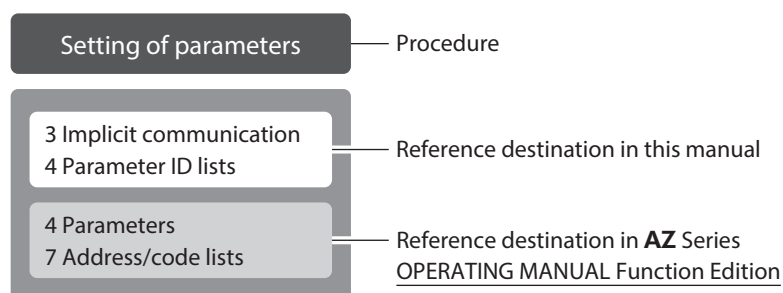 Setting of parameters
Procedure
3 Implicit communication
4 Parameter ID lists
Reference destination in this manual
4 Parameters
7 Address/code lists
Reference destination in AZ Series
OPERATING MANUAL Function Edition